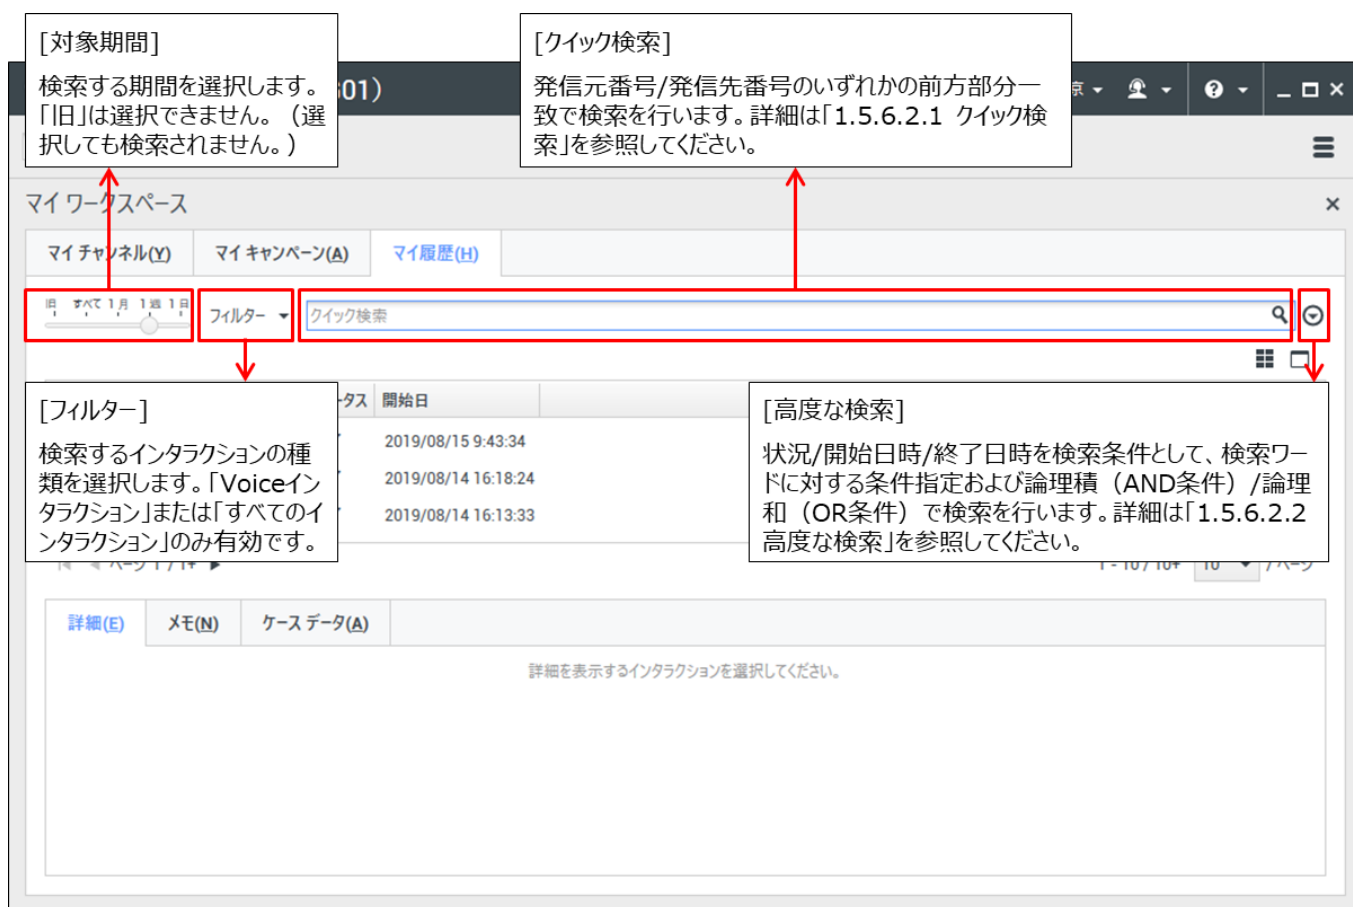 [対象期間]
検索する期間を選択します。
「旧」は選択できません。（選
択しても検索されません。）
[クイック検索]
発信元番号/発信先番号のいずれかの前方部分一
致で検索を行います。詳細は「1.5.6.2.1 クイック検
索」を参照してください。
01)
京
マイ ワークスペース
マイ チャンネル(Y)
マイ キャンペーン(A)
マイ履歴(H)
旧 すべて 1月 1週 1日
フィルター
クイック検索
[フィルター]
検索するインタラクションの種
類を選択します。「Voiceイン
タラクション」または「すべてのイ
ンタラクション」のみ有効です。
ータス
開始日
2019/08/15 9:43:34
2019/08/14 16:18:24
2019/08/14 16:13:33
[高度な検索]
状況/開始日時/終了日時を検索条件として、検索ワー
ドに対する条件指定および論理積（AND条件）/論理
和（OR条件）で検索を行います。詳細は「1.5.6.2.2
高度な検索」を参照してください。
ページ 1 / 1+
1 - 10 / 10+
10
/ ページ
詳細(E)
メモ(N)
ケース データ(A)
詳細を表示するインタラクションを選択してください。